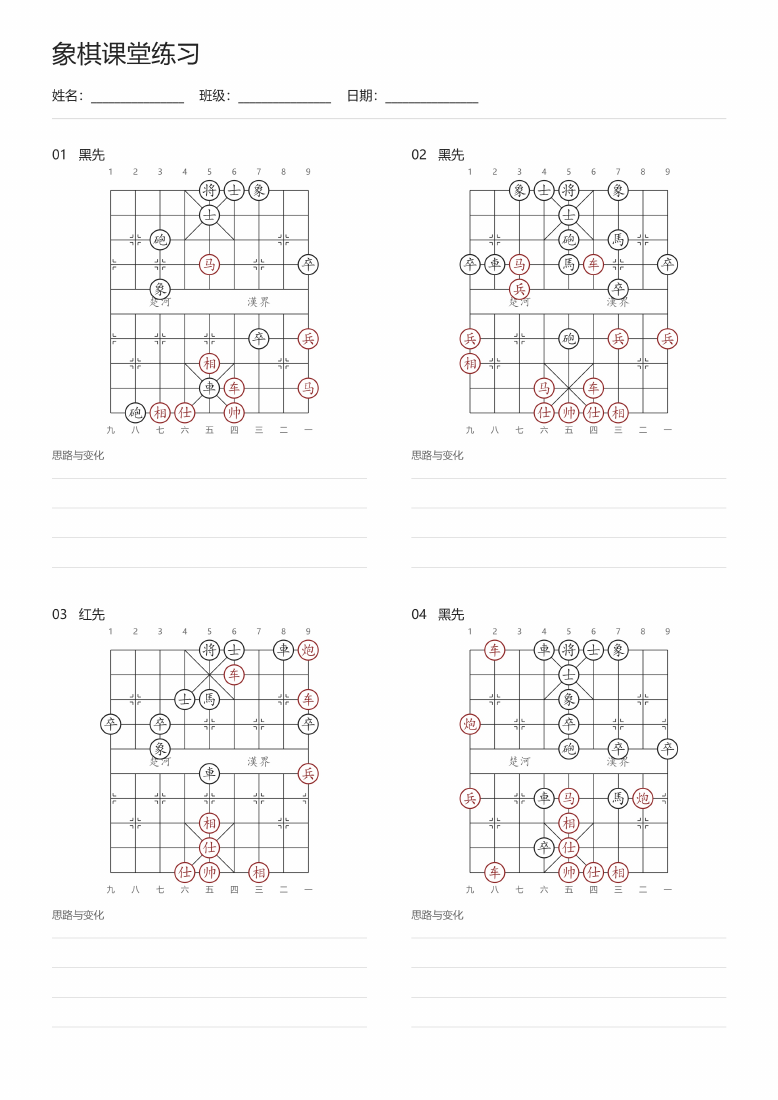 象棋课堂练习
姓名：______________ 班级：______________ 日期：______________
01 黑先
1 2 3 4 5 6 7 8 9
将 士 象
士
砲
马 卒
象
楚河 漢界
卒 兵
相
車 车 马
砲 相 仕 帅
九 八 七 六 五 四 三 二 一
思路与变化
02 黑先
1 2 3 4 5 6 7 8 9
象 士 将 象
士
砲 馬
卒 車 马 馬 车 卒
兵 卒
楚河 漢界
兵 砲 兵 兵
相
马 车
仕 帅 仕 相
九 八 七 六 五 四 三 二 一
思路与变化
03 红先
1 2 3 4 5 6 7 8 9
将 士 車 炮
车
士 馬 车
卒 卒 卒
象
楚河 漢界
車 兵
相
仕
仕 帅 相
九 八 七 六 五 四 三 二 一
思路与变化
04 黑先
1 2 3 4 5 6 7 8 9
车 車 将 士 象
士
象
炮 卒
砲 卒 卒
楚河 漢界
兵 車 马 馬 炮
相
卒 仕
车 帅 仕 相
九 八 七 六 五 四 三 二 一
思路与变化